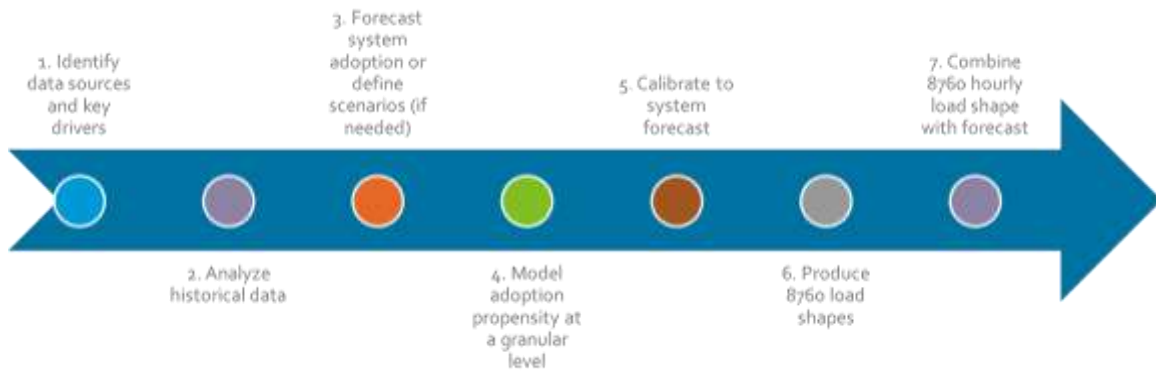 1. Identify
data sources
and key
drivers
2. Analyze
historical data
3. Forecast
system
adoption or
define
scenarios (if
needed)
4. Model
adoption
propensity at
a granular
level
5. Calibrate to
system
forecast
6. Produce
8760 load
shapes
7. Combine
8760 hourly
load shape
with forecast